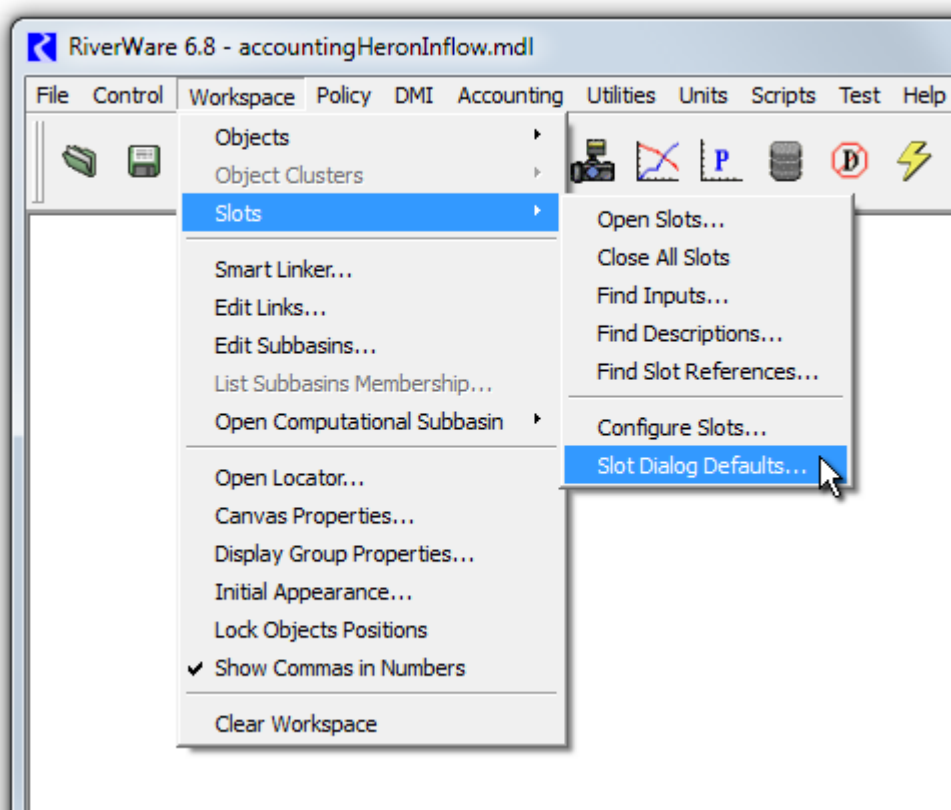 RiverWare 6.8 - accountingHeronInflow.mdl
File Control Workspace Policy DMI Accounting Utilities Units Scripts Test Help
P D
Objects
Object Clusters
Slots
Smart Linker...
Edit Links...
Edit Subbasins...
List Subbasins Membership...
Open Computational Subbasin
Open Locator...
Canvas Properties...
Display Group Properties...
Initial Appearance...
Lock Objects Positions
Show Commas in Numbers
Clear Workspace
Open Slots...
Close All Slots
Find Inputs...
Find Descriptions...
Find Slot References...
Configure Slots...
Slot Dialog Defaults...